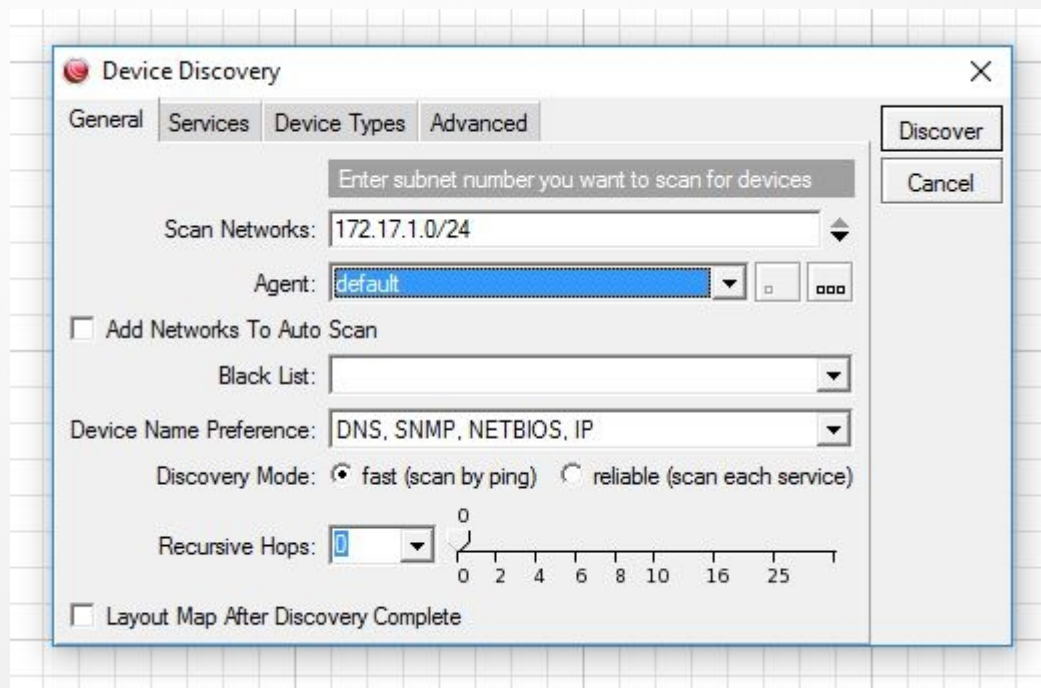 Device Discovery
General Services Device Types Advanced
Discover
Cancel
Enter subnet number you want to scan for devices
Scan Networks: 172.17.1.0/24
Agent: default
Add Networks To Auto Scan
Black List:
Device Name Preference: DNS, SNMP, NETBIOS, IP
Discovery Mode: fast (scan by ping) reliable (scan each service)
0
Recursive Hops: 0
0 2 4 6 8 10 16 25
Layout Map After Discovery Complete